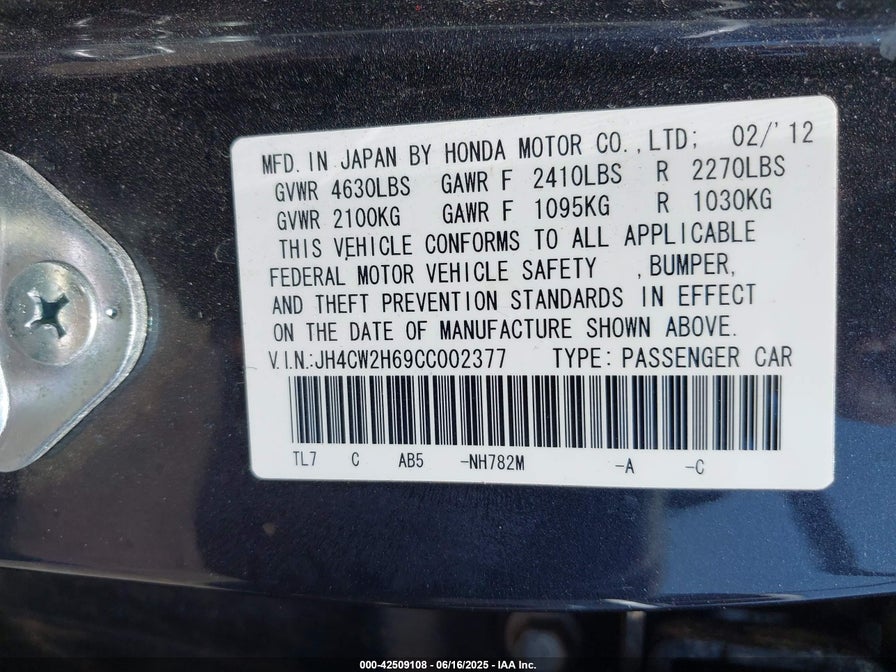 MFD. IN JAPAN BY HONDA MOTOR CO.,LTD; 02/'12
GVWR 4630LBS GAWR F 2410LBS R 2270LBS
GVWR 2100KG GAWR F 1095KG R 1030KG
THIS VEHICLE CONFORMS TO ALL APPLICABLE
FEDERAL MOTOR VEHICLE SAFETY , BUMPER,
AND THEFT PREVENTION STANDARDS IN EFFECT
ON THE DATE OF MANUFACTURE SHOWN ABOVE.
V.I.N.:JH4CW2H69CC002377 TYPE: PASSENGER CAR
TL7 C AB5 -NH782M -A -C
000-42509108 - 06/16/2025 - IAA Inc.